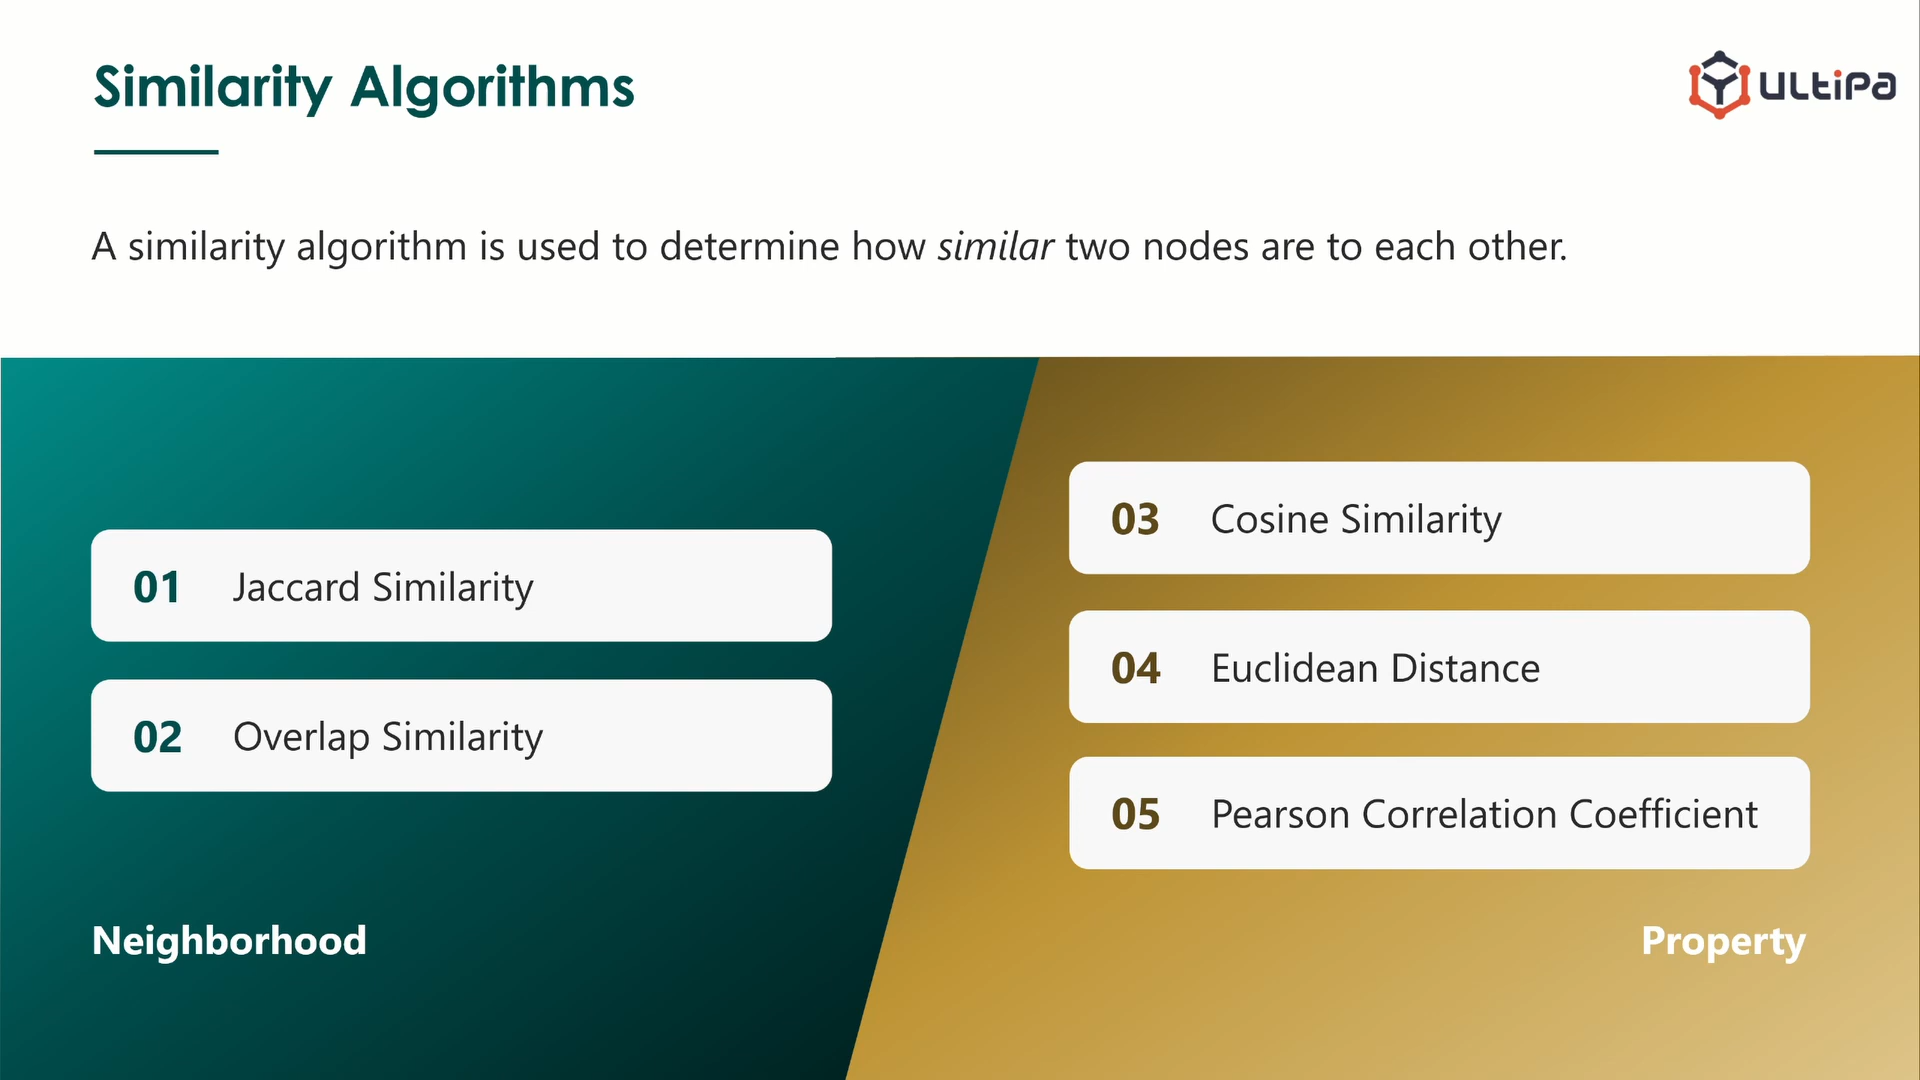 Similarity Algorithms
ULTiPa
A similarity algorithm is used to determine how similar two nodes are to each other.
01 Jaccard Similarity
02 Overlap Similarity
Neighborhood
03 Cosine Similarity
04 Euclidean Distance
05 Pearson Correlation Coefficient
Property